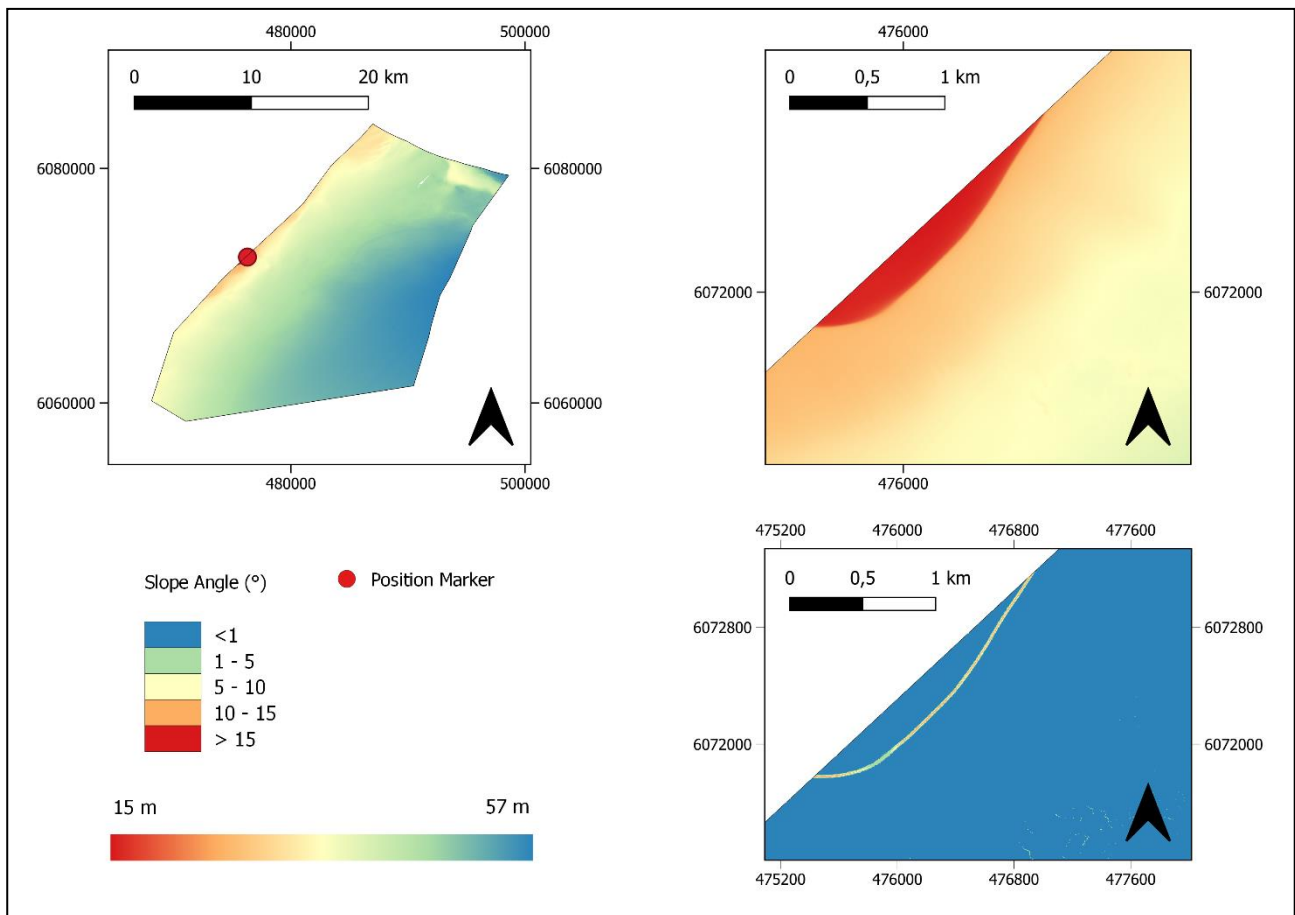 480000 500000
0 10 20 km
6080000 6080000
6060000 6060000
480000 500000
476000
0 0,5 1 km
6072000 6072000
476000
Slope Angle (°)
<1
1 - 5
5 - 10
10 - 15
> 15
Position Marker
15 m 57 m
475200 476000 476800 477600
0 0,5 1 km
6072800 6072800
6072000 6072000
475200 476000 476800 477600